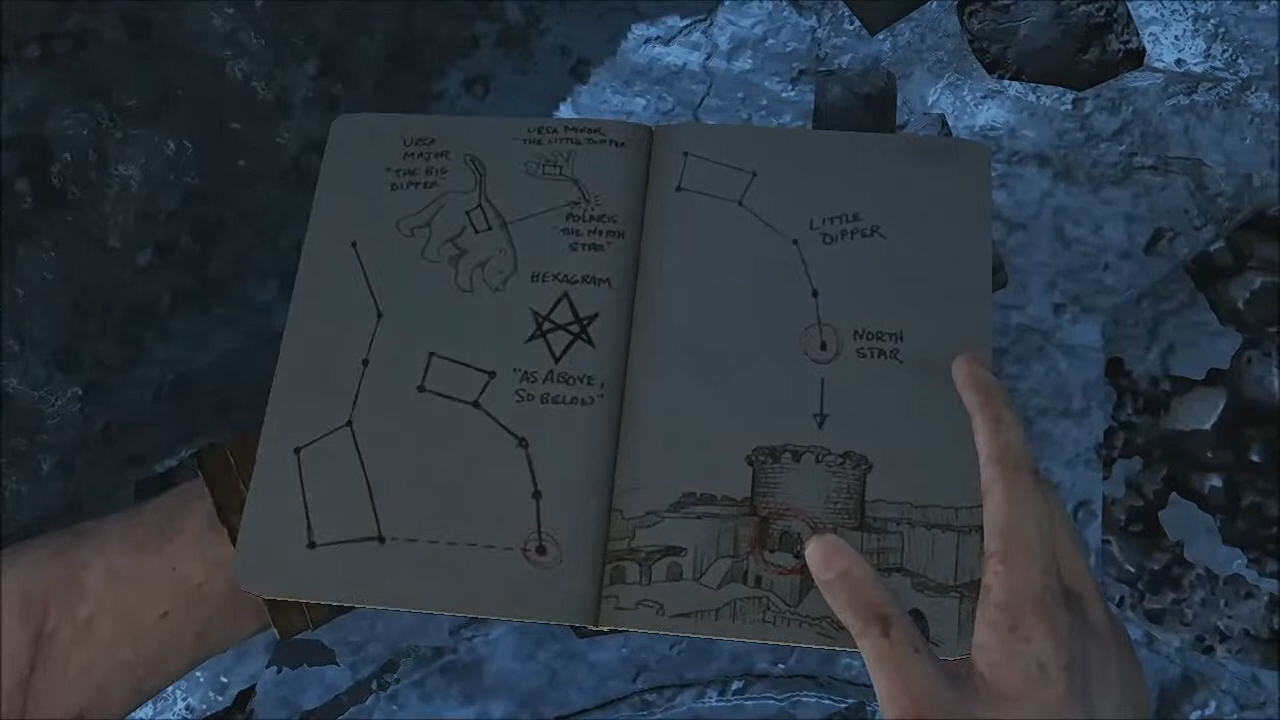 URSA
MAJOR
"THE BIG
DIPPER"
URSA MINOR
"THE LITTLE DIPPER"
POLARIS
"THE NORTH
STAR"
HEXAGRAM
"AS ABOVE,
SO BELOW"
LITTLE
DIPPER
NORTH
STAR